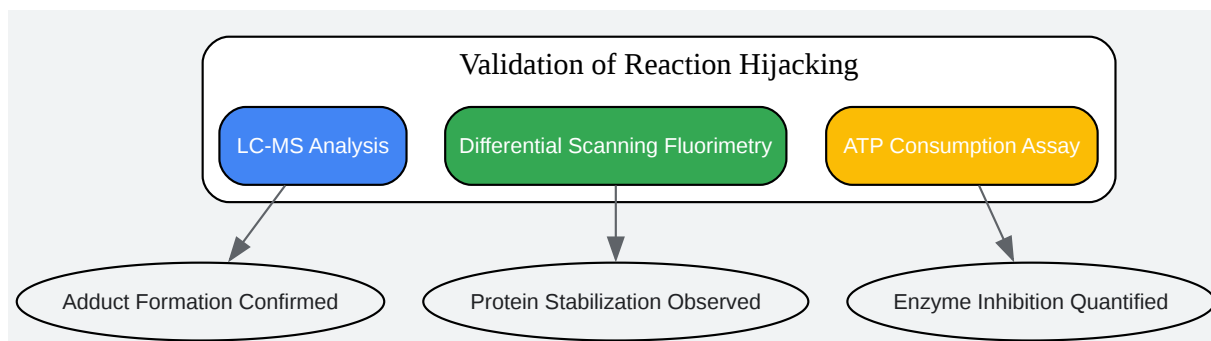 Validation of Reaction Hijacking
LC-MS Analysis
Differential Scanning Fluorimetry
ATP Consumption Assay
Adduct Formation Confirmed
Protein Stabilization Observed
Enzyme Inhibition Quantified